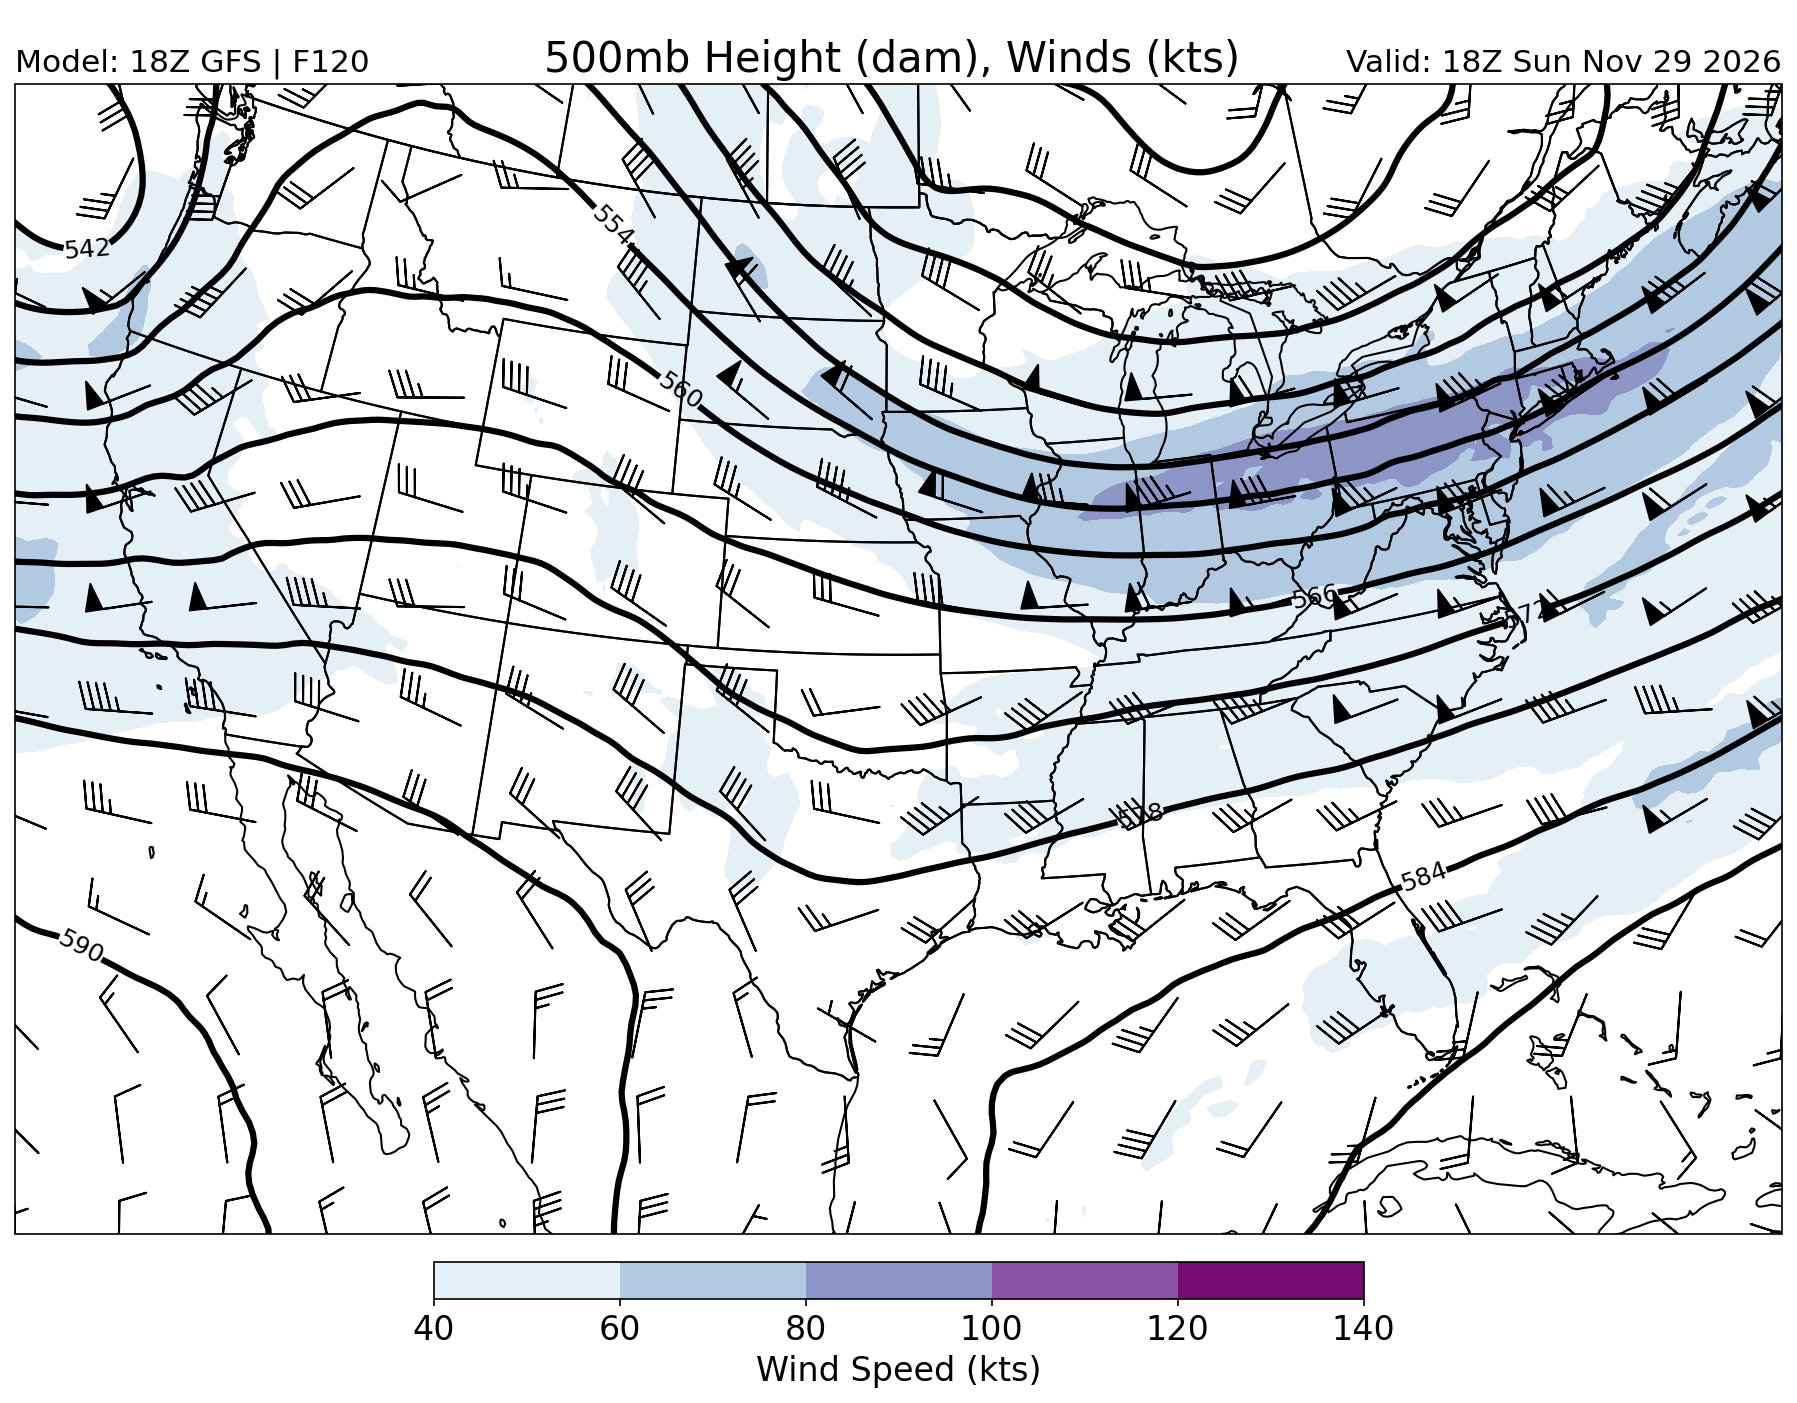 Model: 18Z GFS | F120
500mb Height (dam), Winds (kts)
Valid: 18Z Sun Nov 29 2026
542
554
560
566
572
578
584
590
40 60 80 100 120 140
Wind Speed (kts)